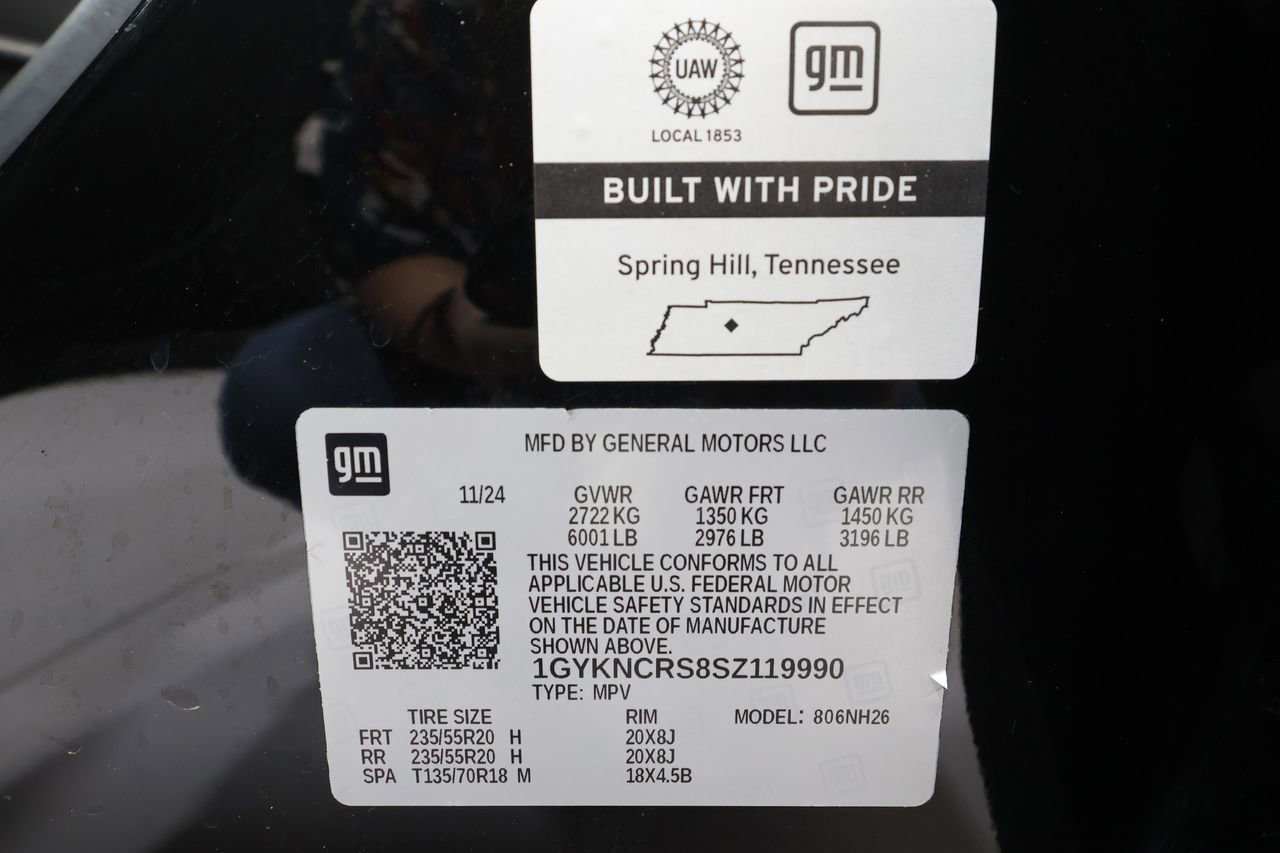 UAW
gm
LOCAL 1853
BUILT WITH PRIDE
Spring Hill, Tennessee
gm
MFD BY GENERAL MOTORS LLC
11/24 GVWR GAWR FRT GAWR RR
2722 KG 1350 KG 1450 KG
6001 LB 2976 LB 3196 LB
THIS VEHICLE CONFORMS TO ALL
APPLICABLE U.S. FEDERAL MOTOR
VEHICLE SAFETY STANDARDS IN EFFECT
ON THE DATE OF MANUFACTURE
SHOWN ABOVE.
1GYKNCRS8SZ119990
TYPE: MPV
TIRE SIZE RIM MODEL: 806NH26
FRT 235/55R20 H 20X8J
RR 235/55R20 H 20X8J
SPA T135/70R18 M 18X4.5B